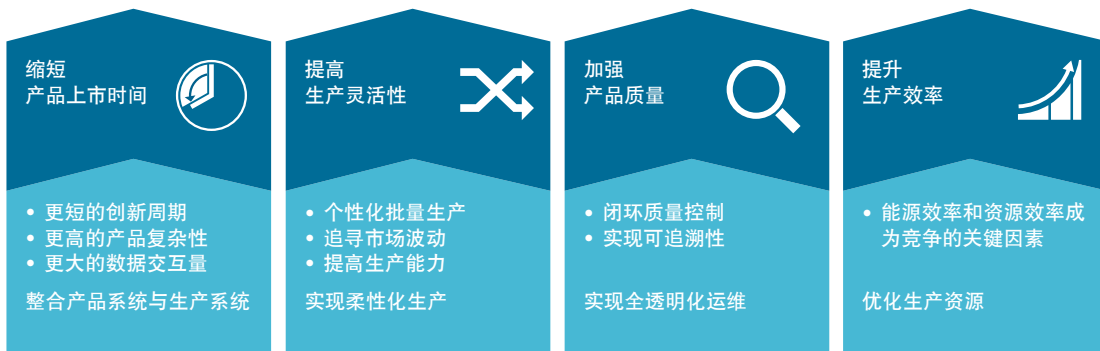 缩短
产品上市时间
• 更短的创新周期
• 更高的产品复杂性
• 更大的数据交互量
整合产品系统与生产系统
提高
生产灵活性
• 个性化批量生产
• 追寻市场波动
• 提高生产能力
实现柔性化生产
加强
产品质量
• 闭环质量控制
• 实现可追溯性
实现全透明化运维
提升
生产效率
• 能源效率和资源效率成
为竞争的关键因素
优化生产资源